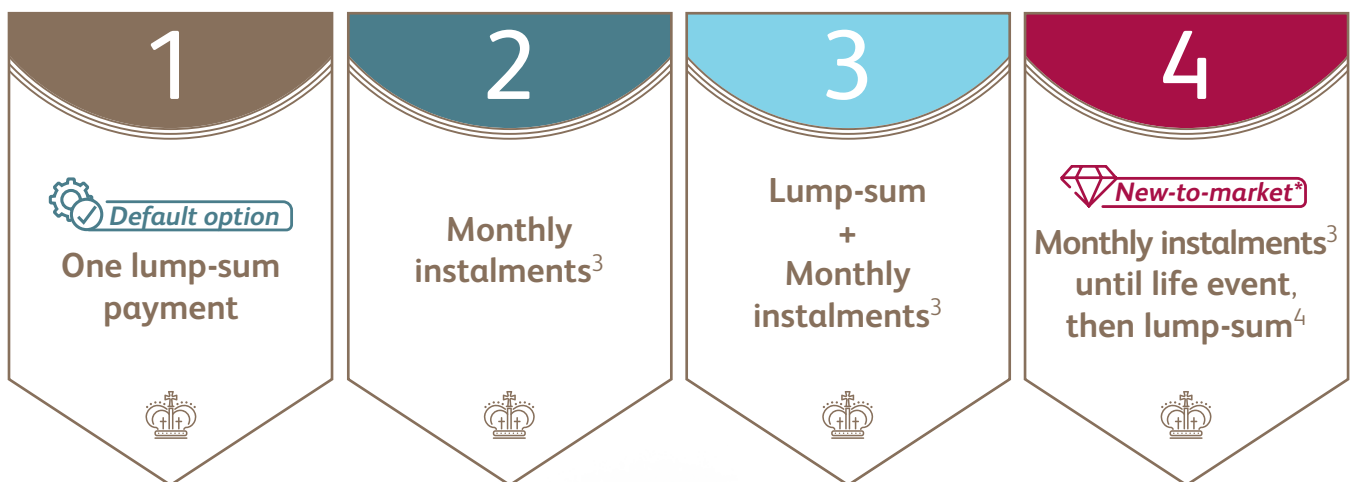 1
Default option
One lump-sum
payment
2
Monthly
instalments3
3
Lump-sum
+
Monthly
instalments3
4
New-to-market*
Monthly instalments3
until life event,
then lump-sum4